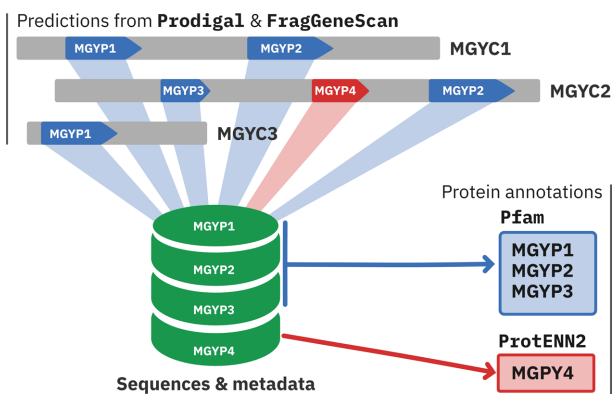 Predictions from Prodigal & FragGeneScan
MGYP1 MGYP2 MGYC1
MGYP3 MGYP4 MGYP2 MGYC2
MGYP1 MGYC3
Protein annotations
Pfam
MGYP1
MGYP2
MGYP3
MGYP1
MGYP2
MGYP3
MGYP4
ProtENN2
MGPY4
Sequences & metadata